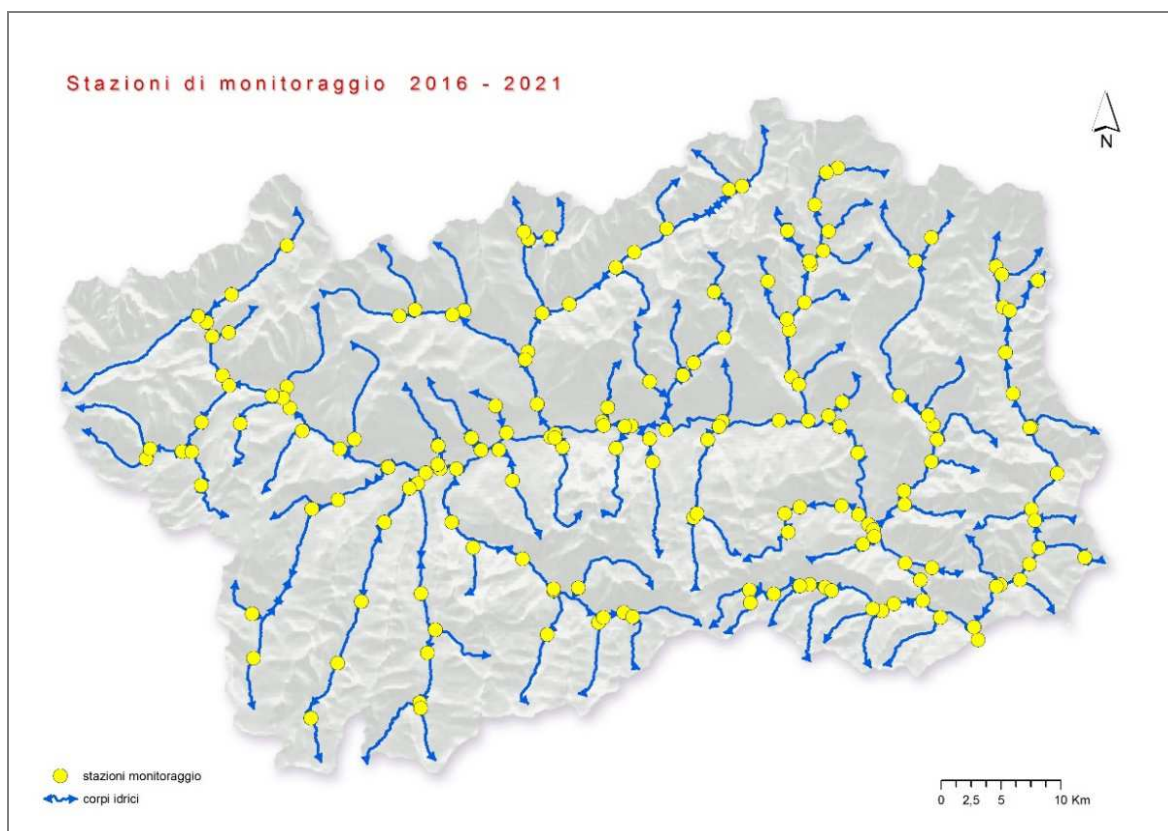 Stazioni di monitoraggio 2016 - 2021
N
stazioni monitoraggio
corpi idrici
0 2,5 5 10 Km